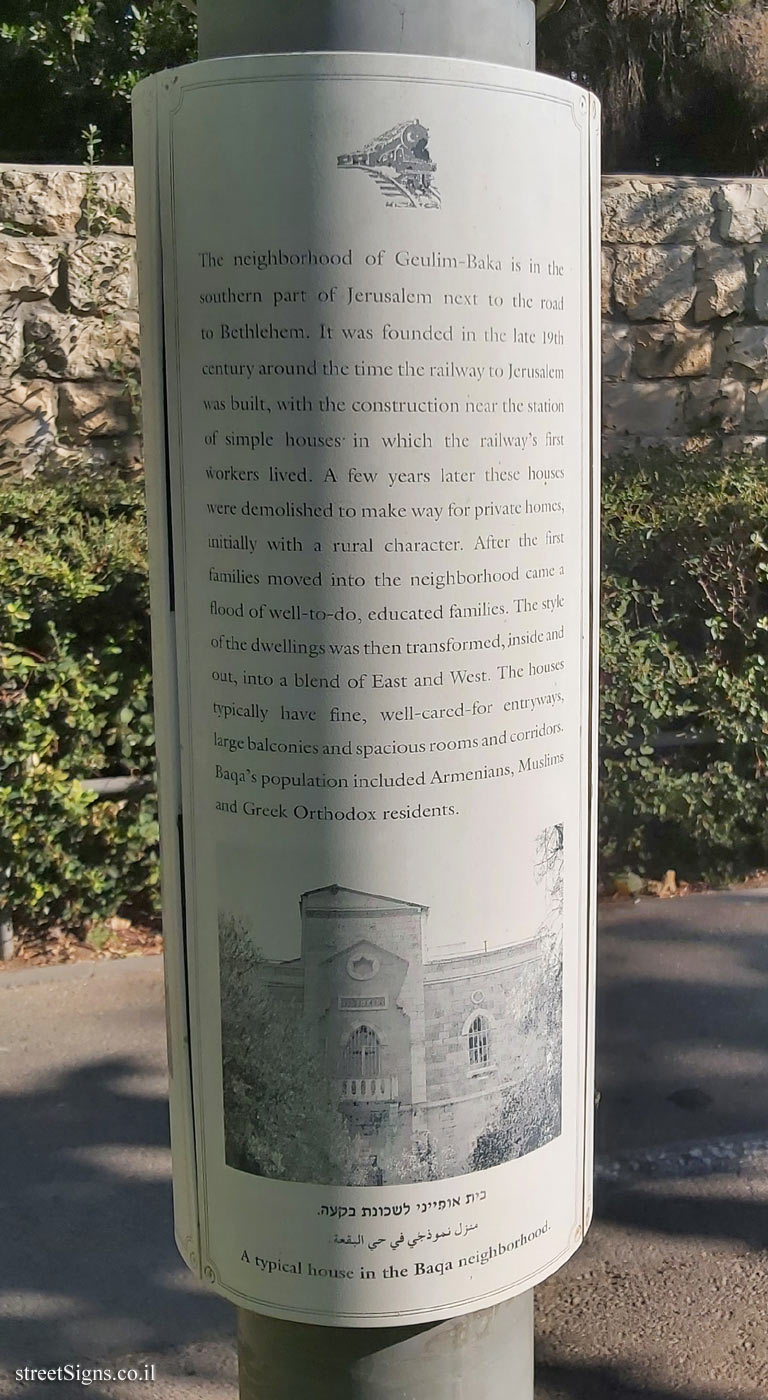 The neighborhood of Geulim-Baka is in the
southern part of Jerusalem next to the road
to Bethlehem. It was founded in the late 19th
century around the time the railway to Jerusalem
was built, with the construction near the station
of simple houses in which the railway's first
workers lived. A few years later these houses
were demolished to make way for private homes,
initially with a rural character. After the first
families moved into the neighborhood came a
flood of well-to-do, educated families. The style
of the dwellings was then transformed, inside and
out, into a blend of East and West. The houses
typically have fine, well-cared-for entryways,
large balconies and spacious rooms and corridors.
Baqa's population included Armenians, Muslims
and Greek Orthodox residents.
בית אופייני לשכונת בקעה.
منزل نموذجي في حي البقعة.
A typical house in the Baqa neighborhood.
streetSigns.co.il